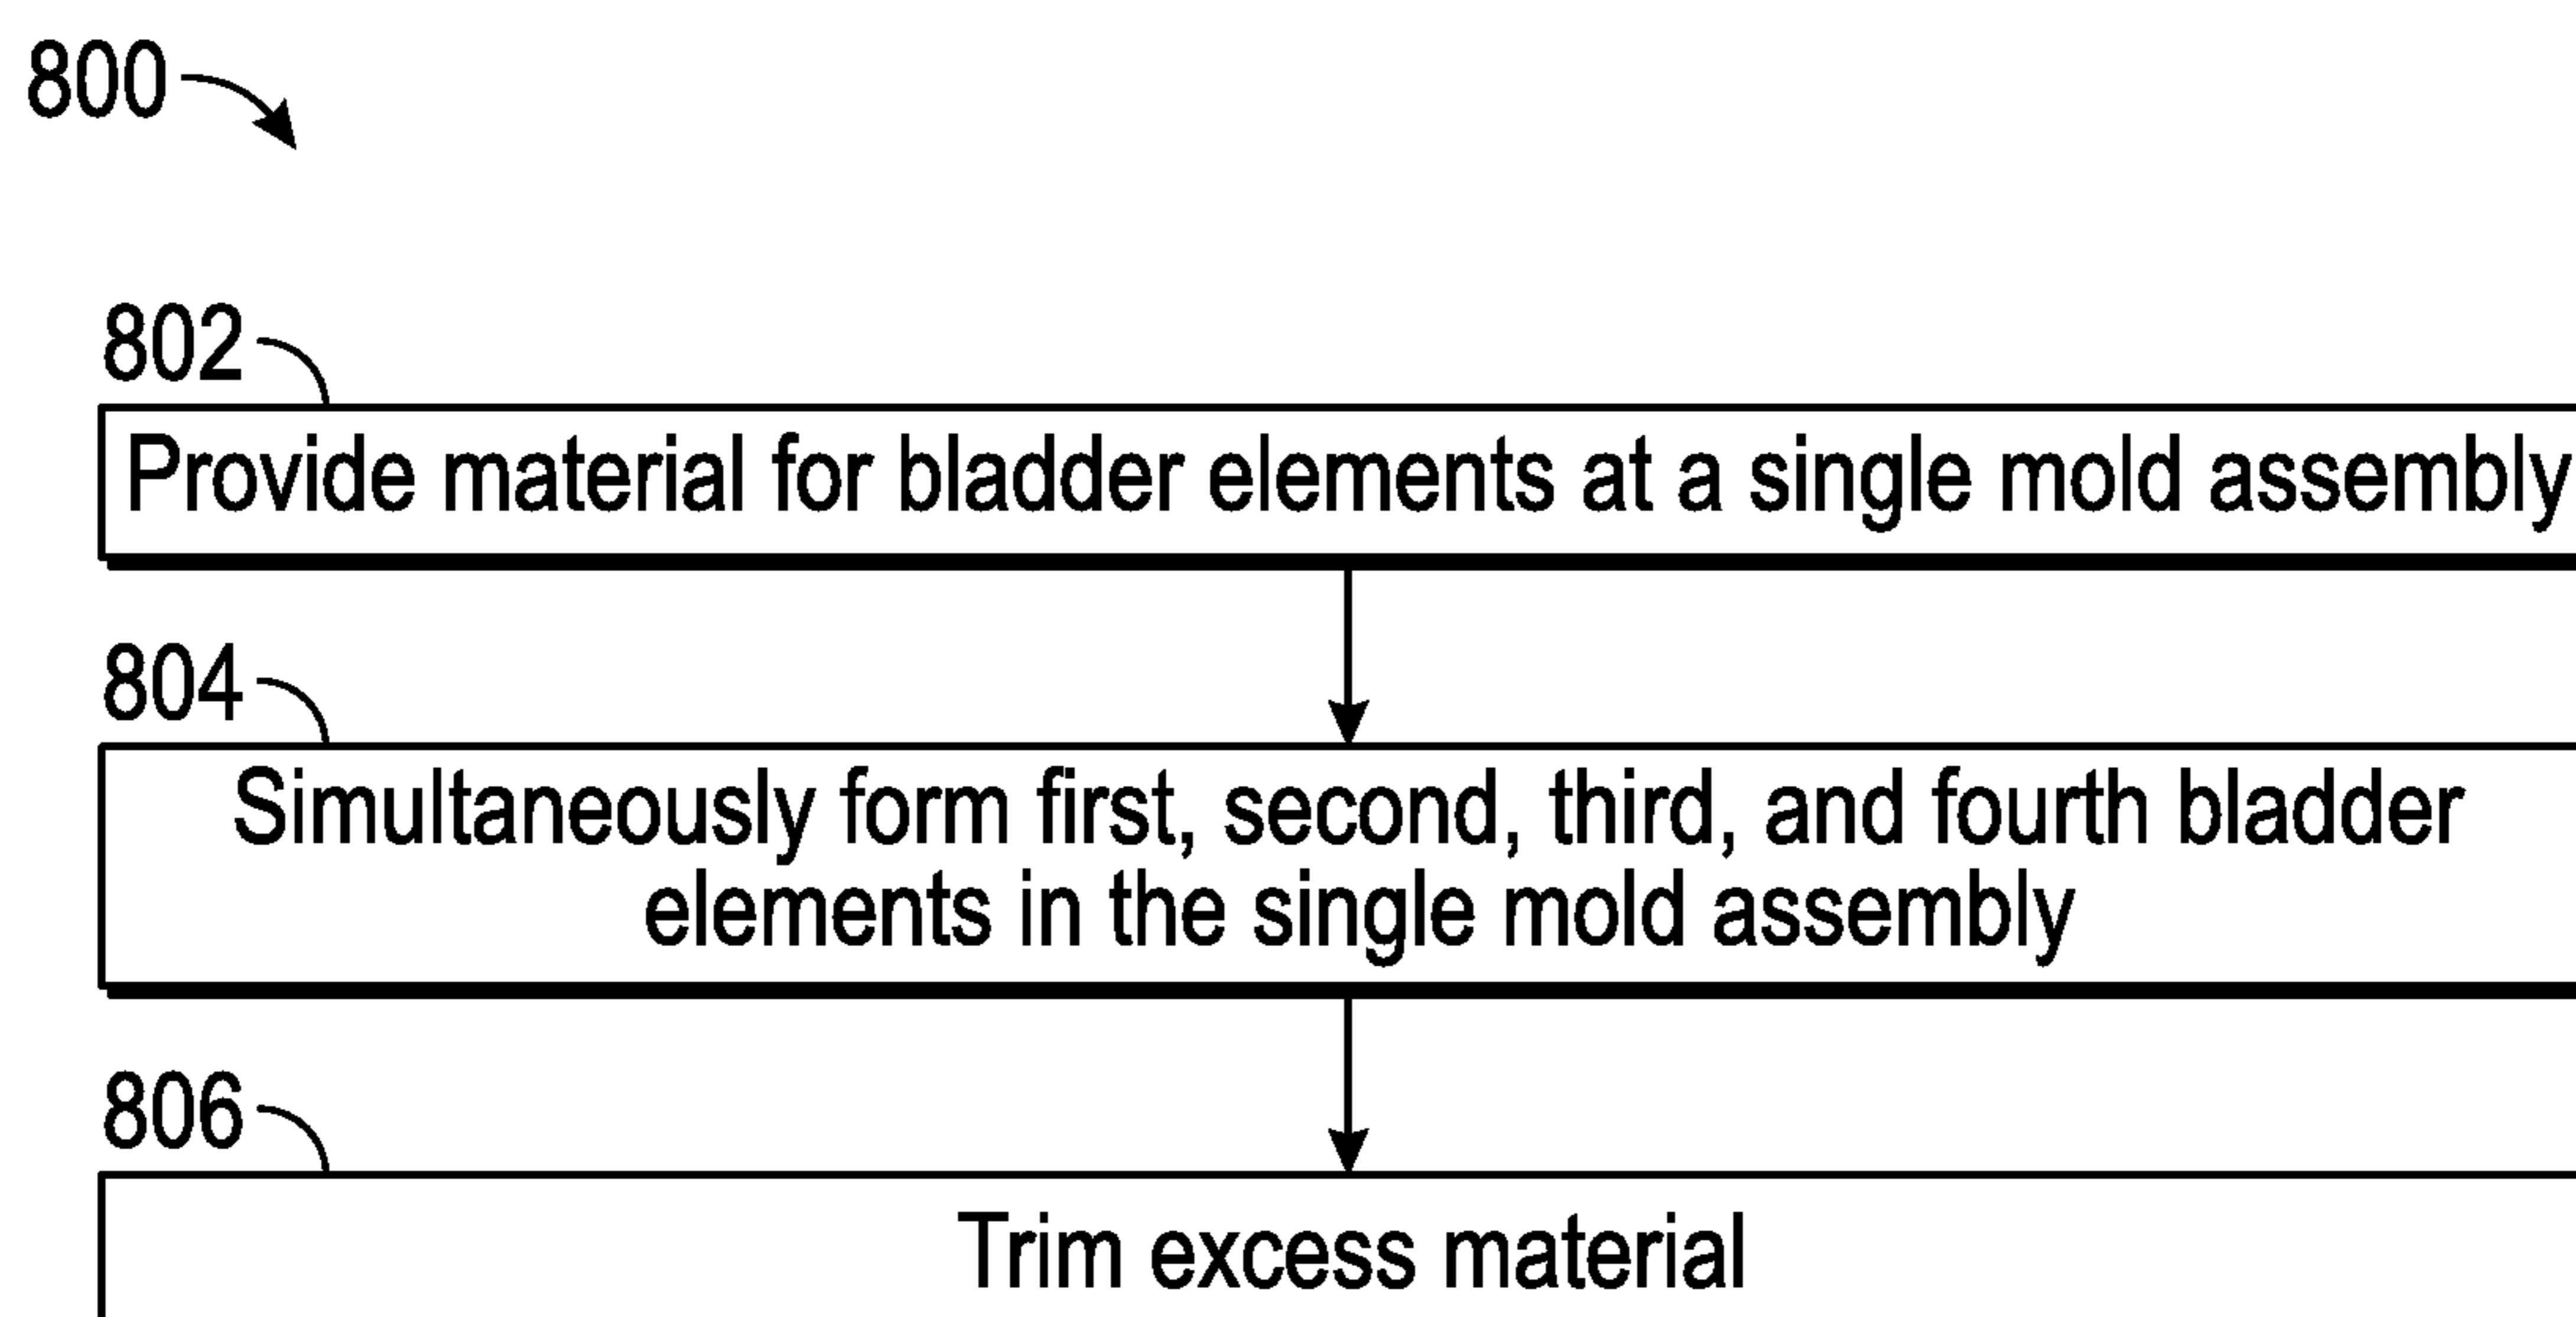 800
802
Provide material for bladder elements at a single mold assembly
804
Simultaneously form first, second, third, and fourth bladder
elements in the single mold assembly
806
Trim excess material